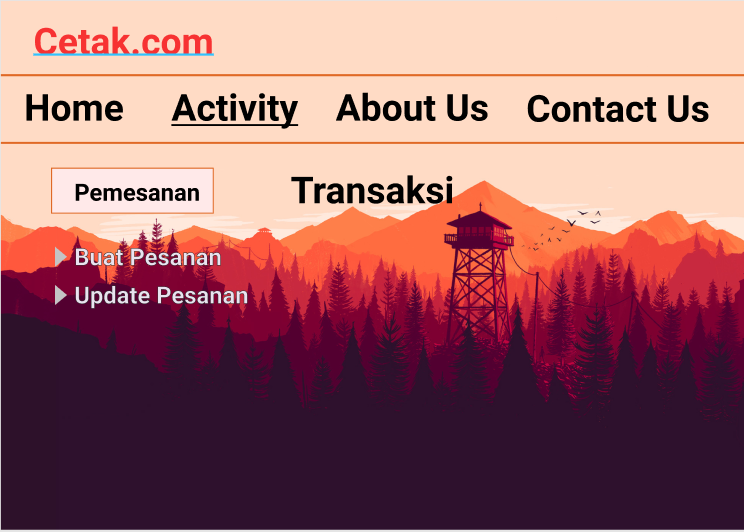 Cetak.com
Home Activity About Us Contact Us
Pemesanan Transaksi
Buat Pesanan
Update Pesanan